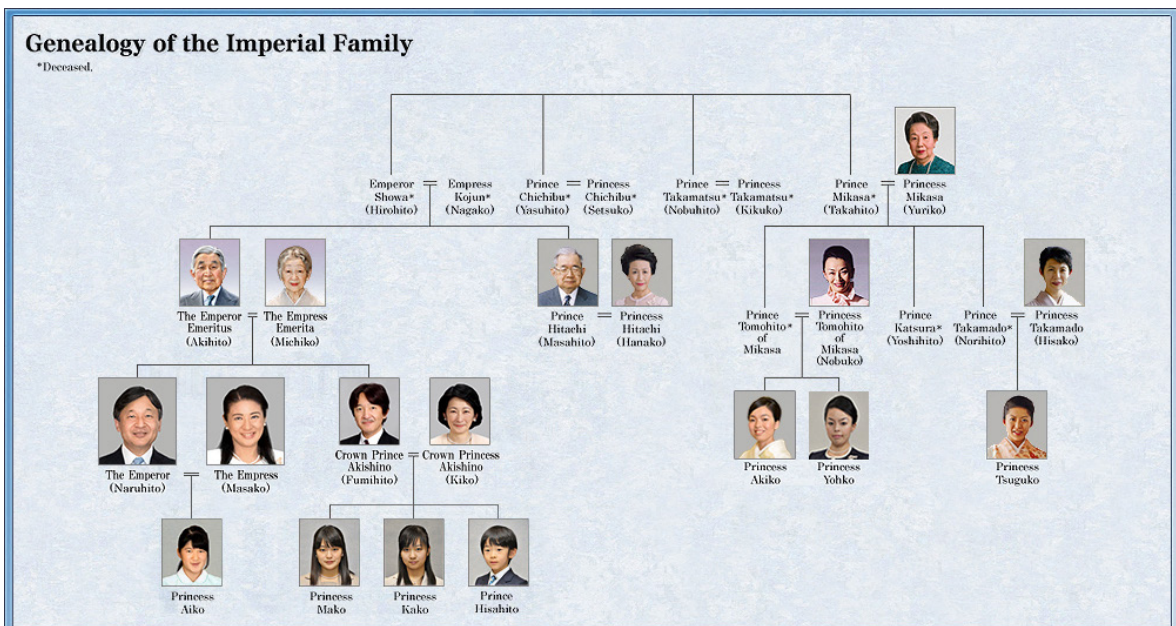 Genealogy of the Imperial Family
*Deceased.
Emperor
Showa*
(Hirohito)
Empress
Kojun*
(Nagako)
Prince
Chichibu*
(Yasuhito)
Princess
Chichibu*
(Setsuko)
Prince
Takamatsu*
(Nobuhito)
Princess
Takamatsu*
(Kikuko)
Prince
Mikasa*
(Takahito)
Princess
Mikasa
(Yuriko)
The Emperor
Emeritus
(Akihito)
The Empress
Emerita
(Michiko)
Prince
Hitachi
(Masahito)
Princess
Hitachi
(Hanako)
Prince
Tomohito*
of
Mikasa
Princess
Tomohito
of
Mikasa
(Nobuko)
Prince
Katsura*
(Yoshihito)
Prince
Takamado*
(Norihito)
Princess
Takamado
(Hisako)
The Emperor
(Naruhito)
The Empress
(Masako)
Crown Prince
Akishino
(Fumihito)
Crown Princess
Akishino
(Kiko)
Princess
Akiko
Princess
Yohko
Princess
Tsuguko
Princess
Aiko
Princess
Mako
Princess
Kako
Prince
Hisahito